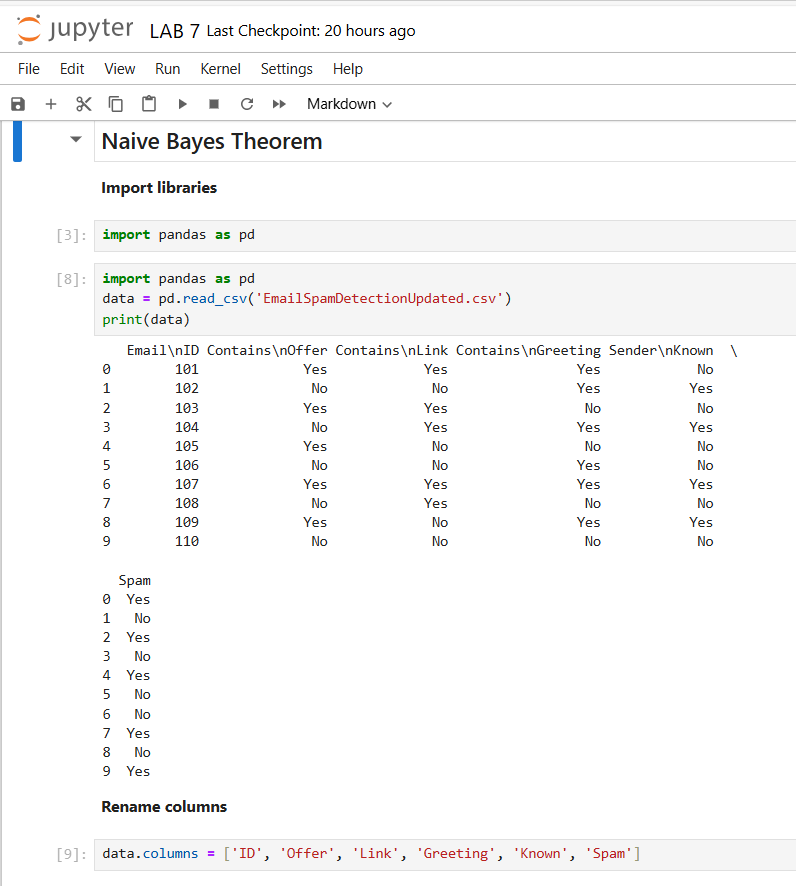 jupyter LAB 7 Last Checkpoint: 20 hours ago
File Edit View Run Kernel Settings Help
Markdown
Naive Bayes Theorem
Import libraries
[3]: import pandas as pd
[8]: import pandas as pd
data = pd.read_csv('EmailSpamDetectionUpdated.csv')
print(data)
Email\nID Contains\nOffer Contains\nLink Contains\nGreeting Sender\nKnown \
0 101 Yes Yes Yes No
1 102 No No Yes Yes
2 103 Yes Yes No No
3 104 No Yes Yes Yes
4 105 Yes No No No
5 106 No No Yes No
6 107 Yes Yes Yes Yes
7 108 No Yes No No
8 109 Yes No Yes Yes
9 110 No No No No
Spam
0 Yes
1 No
2 Yes
3 No
4 Yes
5 No
6 No
7 Yes
8 No
9 Yes
Rename columns
[9]: data.columns = ['ID', 'Offer', 'Link', 'Greeting', 'Known', 'Spam']